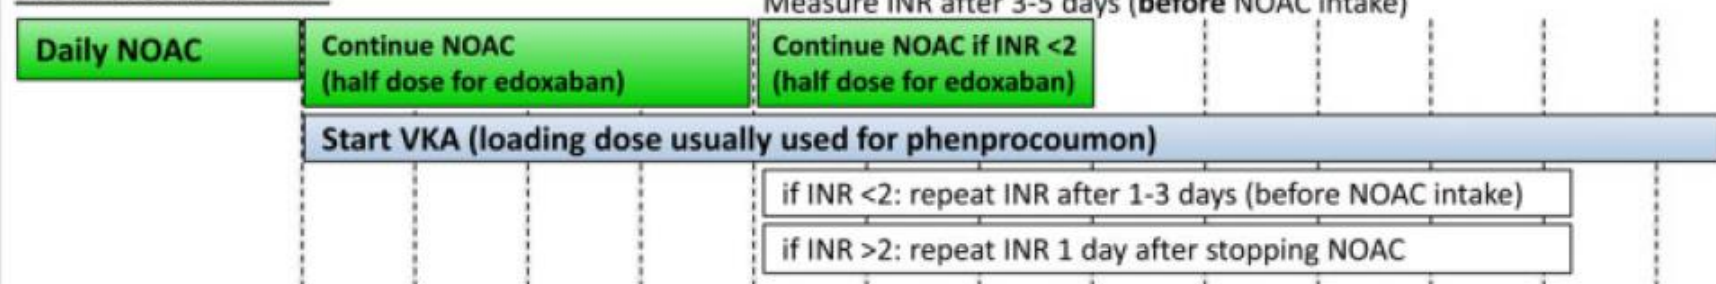 Measure INR after 3-5 days (before NOAC intake)
Daily NOAC
Continue NOAC
(half dose for edoxaban)
Continue NOAC if INR <2
(half dose for edoxaban)
Start VKA (loading dose usually used for phenprocoumon)
if INR <2: repeat INR after 1-3 days (before NOAC intake)
if INR >2: repeat INR 1 day after stopping NOAC